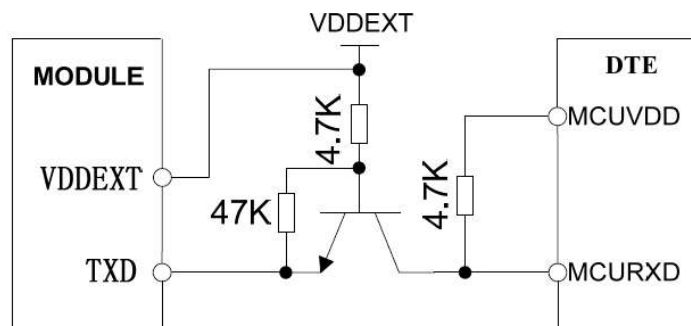 VDDEXT
MODULE
DTE
4.7K
MCUVDD
VDDEXT
47K
4.7K
TXD
MCURXD